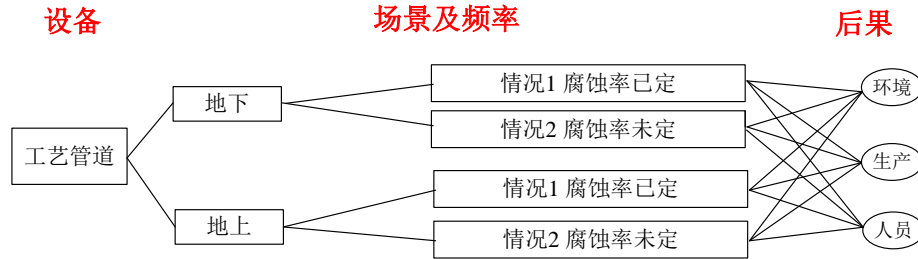 设备
场景及频率
后果
工艺管道
地下
地上
情况1 腐蚀率已定
情况2 腐蚀率未定
情况1 腐蚀率已定
情况2 腐蚀率未定
环境
生产
人员